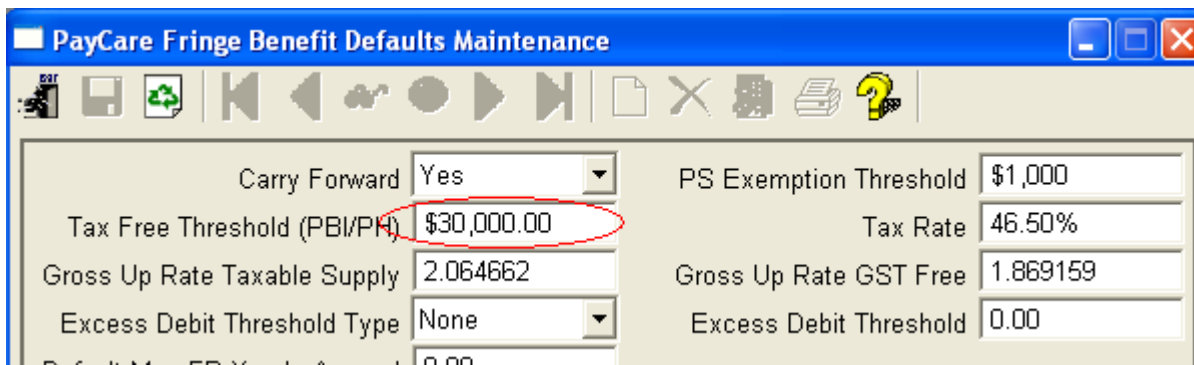 PayCare Fringe Benefit Defaults Maintenance
Carry Forward Yes PS Exemption Threshold $1,000
Tax Free Threshold (PBI/PH) $30,000.00 Tax Rate 46.50%
Gross Up Rate Taxable Supply 2.064662 Gross Up Rate GST Free 1.869159
Excess Debit Threshold Type None Excess Debit Threshold 0.00